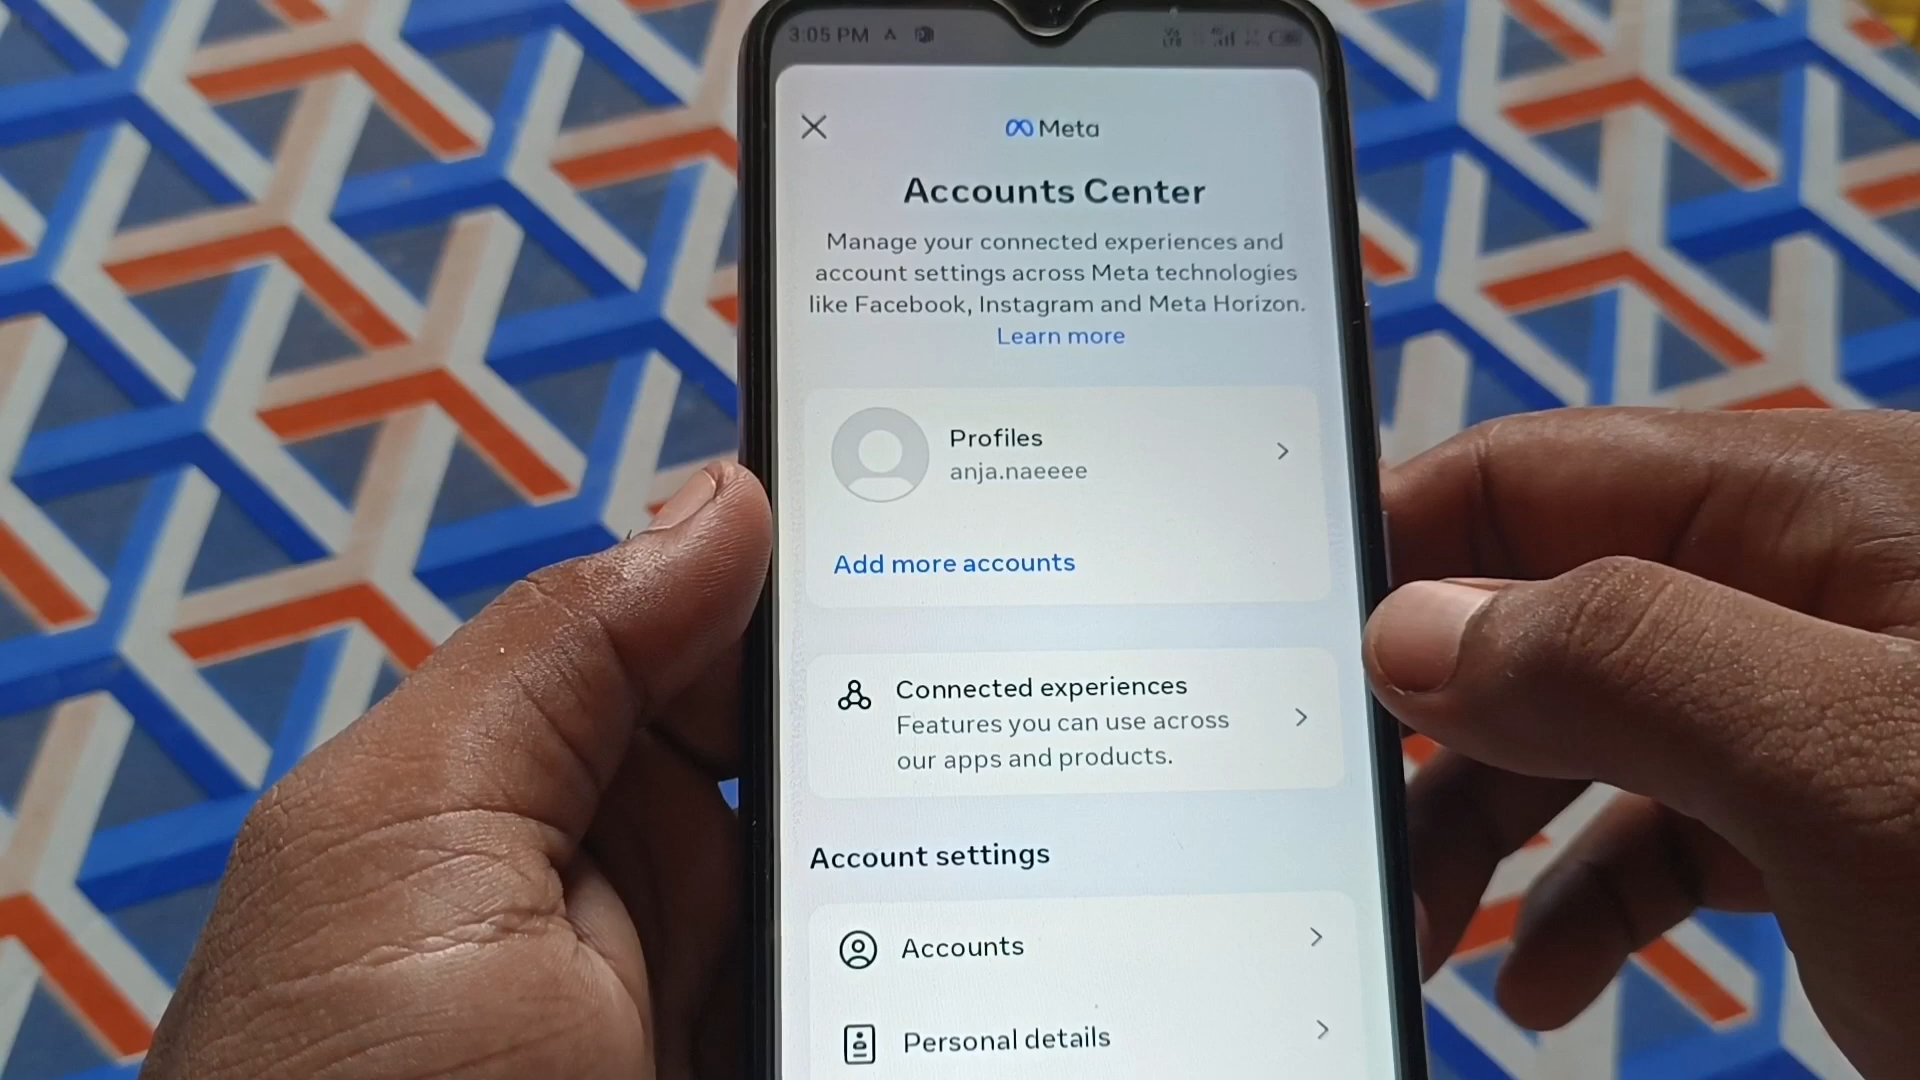 3:05 PM
Meta
Accounts Center
Manage your connected experiences and
account settings across Meta technologies
like Facebook, Instagram and Meta Horizon.
Learn more
Profiles
anja.naeeee
Add more accounts
Connected experiences
Features you can use across
our apps and products.
Account settings
Accounts
Personal details